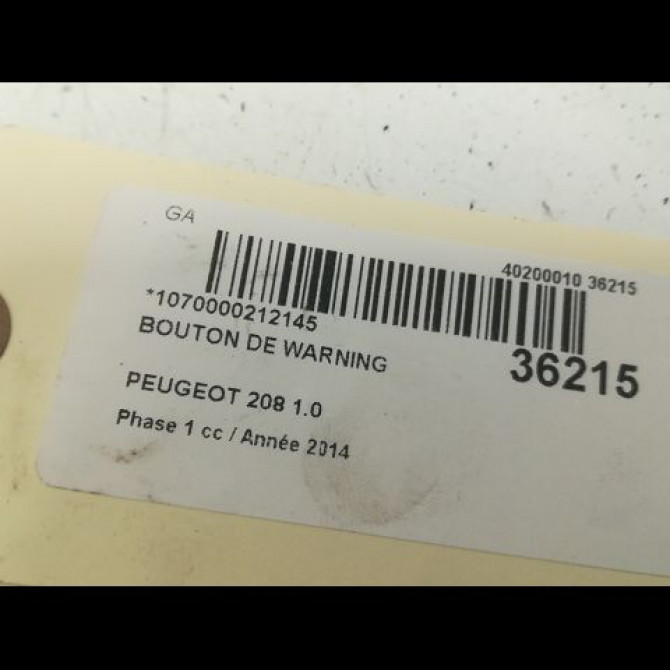 GA
40200010 36215
*1070000212145
BOUTON DE WARNING
36215
PEUGEOT 208 1.0
Phase 1 cc / Année 2014